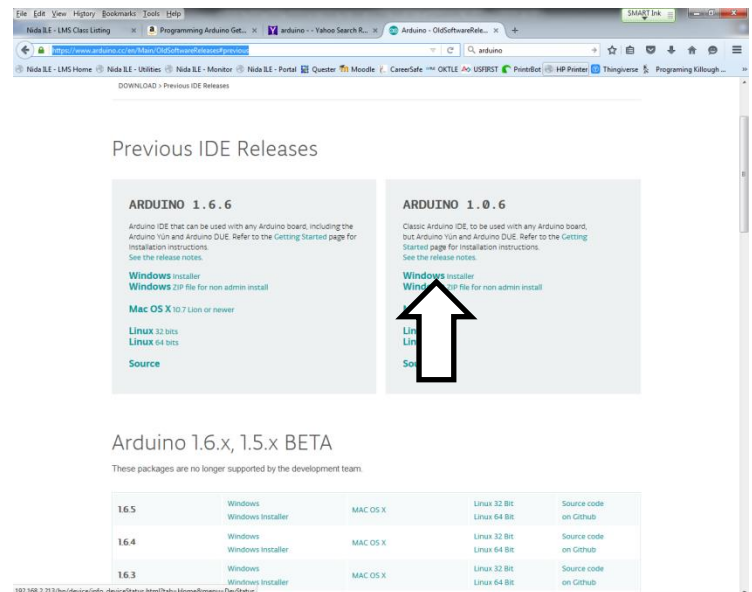 File Edit View History Bookmarks Tools Help
SMART Ink
Nida ILE - LMS Class Listing
Programming Arduino Get...
arduino - - Yahoo Search R...
Arduino - OldSoftwareRele...
https://www.arduino.cc/en/Main/OldSoftwareReleases#previous
arduino
Nida ILE - LMS Home Nida ILE - Utilities Nida ILE - Monitor Nida ILE - Portal Quester Moodle CareerSafe OKTLE USFIRST PrintrBot HP Printer Thingiverse Programing Killough ...
DOWNLOAD > Previous IDE Releases
Previous IDE Releases
ARDUINO 1.6.6
Arduino IDE that can be used with any Arduino board, including the
Arduino Yún and Arduino DUE. Refer to the Getting Started page for
Installation instructions.
See the release notes.
Windows Installer
Windows ZIP file for non admin install
Mac OS X 10.7 Lion or newer
Linux 32 bits
Linux 64 bits
Source
ARDUINO 1.0.6
Classic Arduino IDE, to be used with any Arduino board,
but Arduino Yún and Arduino DUE. Refer to the Getting
Started page for Installation instructions.
See the release notes.
Windows Installer
ZIP file for non admin install
Arduino 1.6.x, 1.5.x BETA
These packages are no longer supported by the development team.
1.6.5
Windows
Windows Installer
MAC OS X
Linux 32 Bit
Linux 64 Bit
Source code
on Github
1.6.4
Windows
Windows Installer
MAC OS X
Linux 32 Bit
Linux 64 Bit
Source code
on Github
1.6.3
Windows
Windows Installer
MAC OS X
Linux 32 Bit
Linux 64 Bit
Source code
on Github